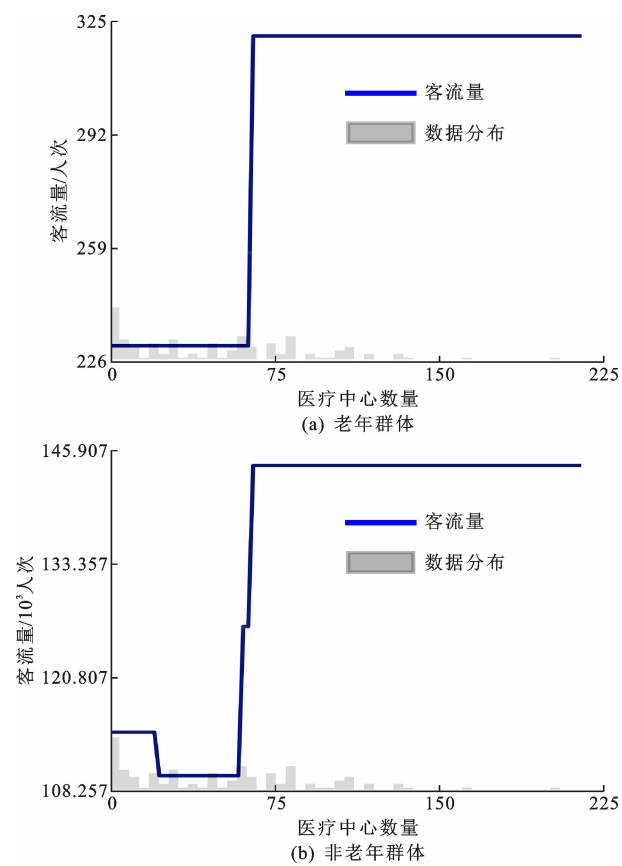 325
292
259
226
客流量/人次
客流量
数据分布
0
75
150
225
医疗中心数量
(a) 老年群体
145.907
133.357
120.807
108.257
客流量/10³人次
客流量
数据分布
0
75
150
225
医疗中心数量
(b) 非老年群体